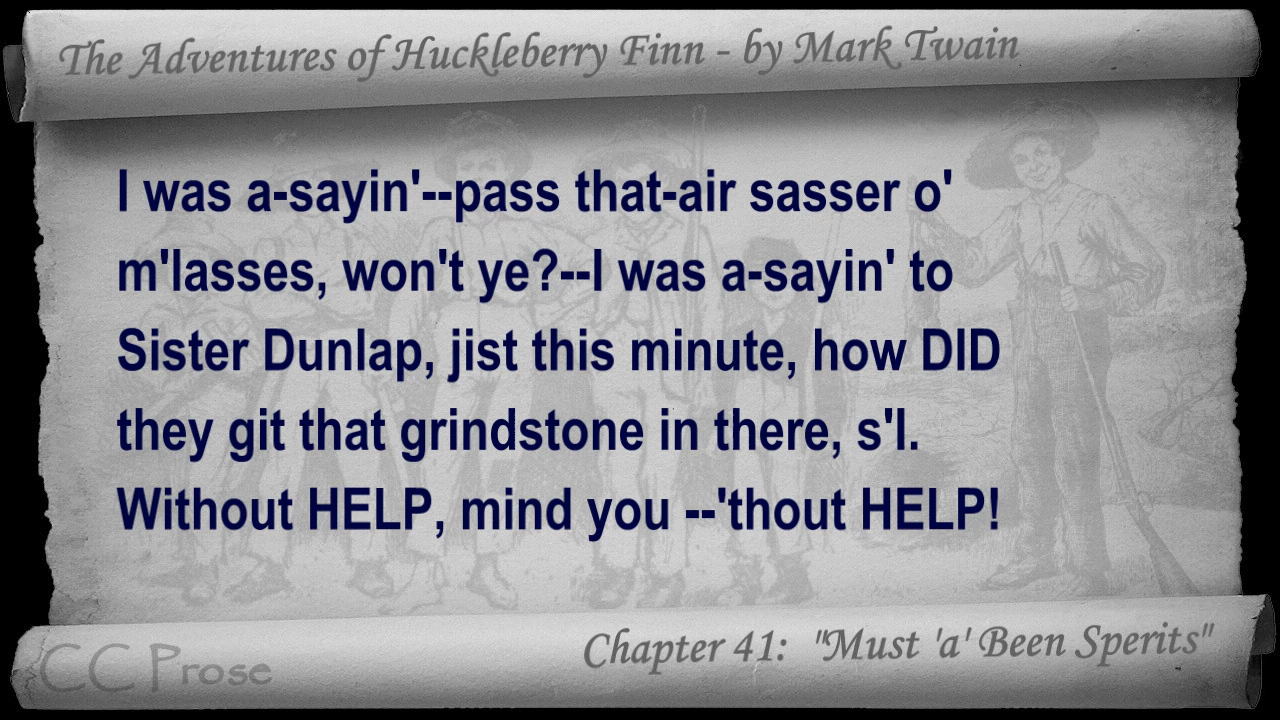 The Adventures of Huckleberry Finn - by Mark Twain
I was a-sayin'--pass that-air sasser o'
m'lasses, won't ye?--I was a-sayin' to
Sister Dunlap, jist this minute, how DID
they git that grindstone in there, s'I.
Without HELP, mind you --'thout HELP!
CC Prose
Chapter 41: "Must 'a' Been Sperits"